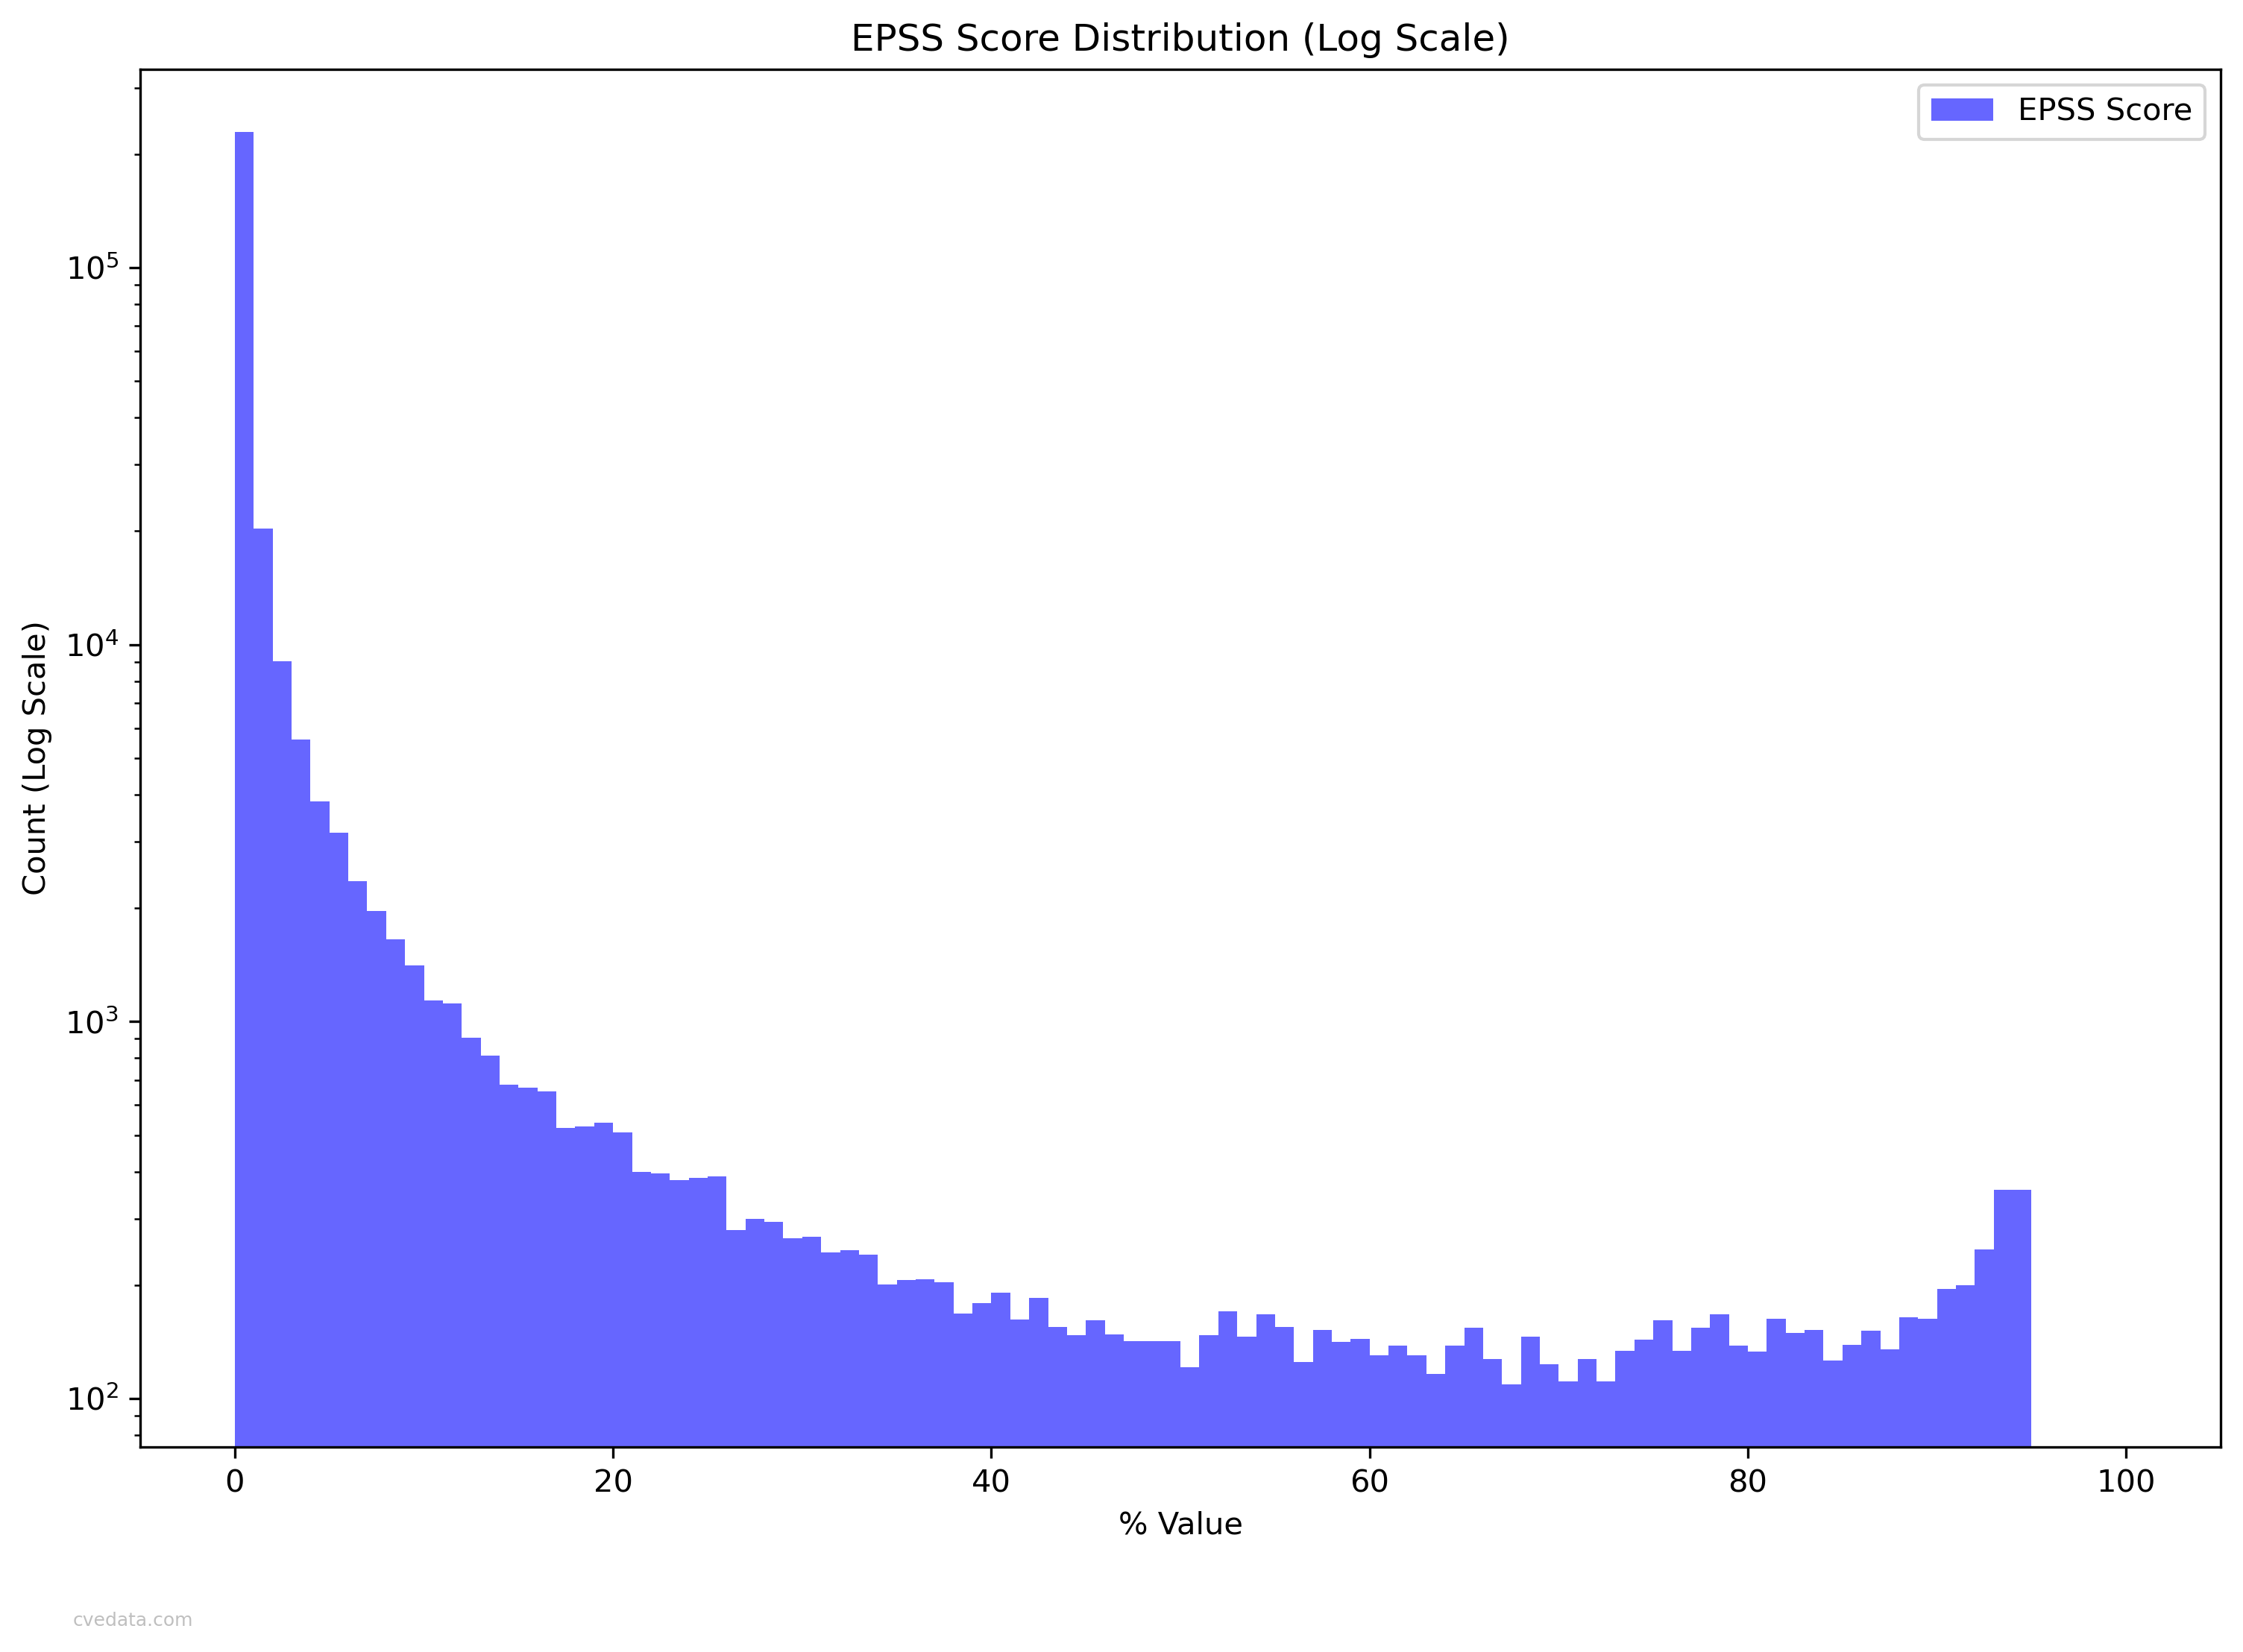 EPSS Score Distribution (Log Scale)
EPSS Score
Count (Log Scale)
10⁵
10⁴
10³
10²
0 20 40 60 80 100
% Value
cvedata.com